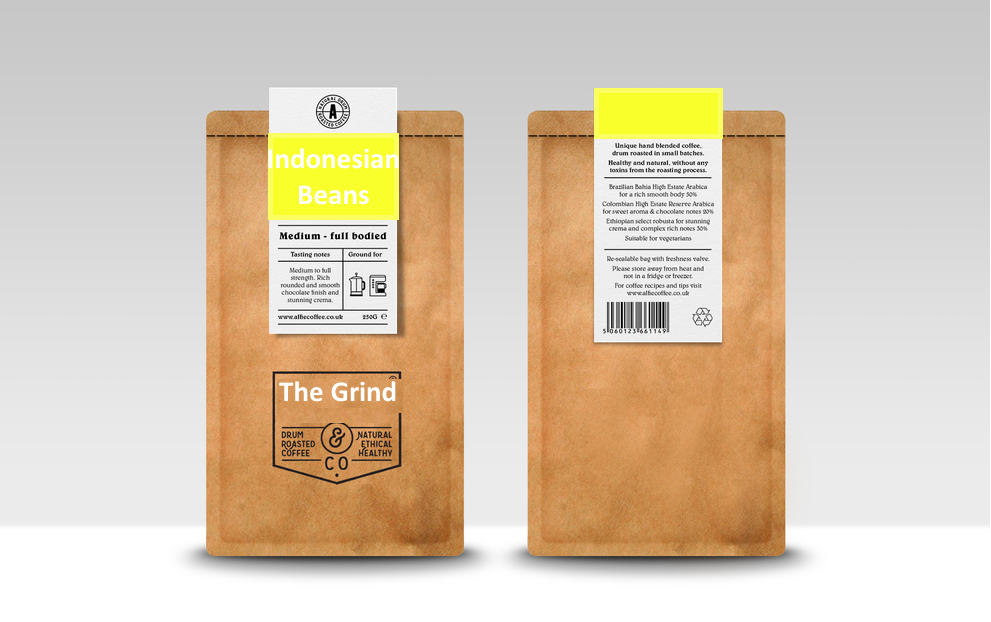 NATURAL DRUM
ROASTED COFFEE
A
Indonesian
Beans
Medium - full bodied
Tasting notes
Ground for
Medium to full
strength. Rich
rounded and smooth
chocolate finish and
stunning crema.
www.alfiecoffee.co.uk
250G ℮
The Grind
®
DRUM
ROASTED
COFFEE
&
NATURAL
ETHICAL
HEALTHY
CO
Unique hand blended coffee,
drum roasted in small batches.
Healthy and natural, without any
toxins from the roasting process.
Brazilian Bahia High Estate Arabica
for a rich smooth body 50%
Colombian High Estate Reserve Arabica
for sweet aroma & chocolate notes 20%
Ethiopian select robusta for stunning
crema and complex rich notes 30%
Suitable for vegetarians
Re-sealable bag with freshness valve.
Please store away from heat and
not in a fridge or freezer.
For coffee recipes and tips visit
www.alfiecoffee.co.uk
5 060123 661149